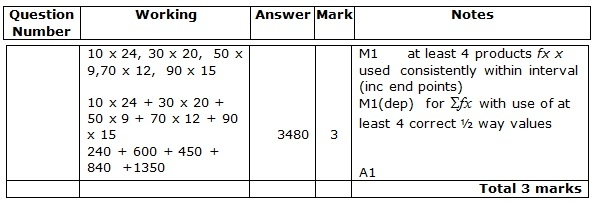 Question Number Working Answer Mark Notes
10 x 24, 30 x 20, 50 x
9,70 x 12, 90 x 15
10 x 24 + 30 x 20 +
50 x 9 + 70 x 12 + 90
x 15
240 + 600 + 450 +
840 +1350
3480 3
M1 at least 4 products fx x
used consistently within interval
(inc end points)
M1(dep) for Σfx with use of at
least 4 correct ½ way values
A1
Total 3 marks